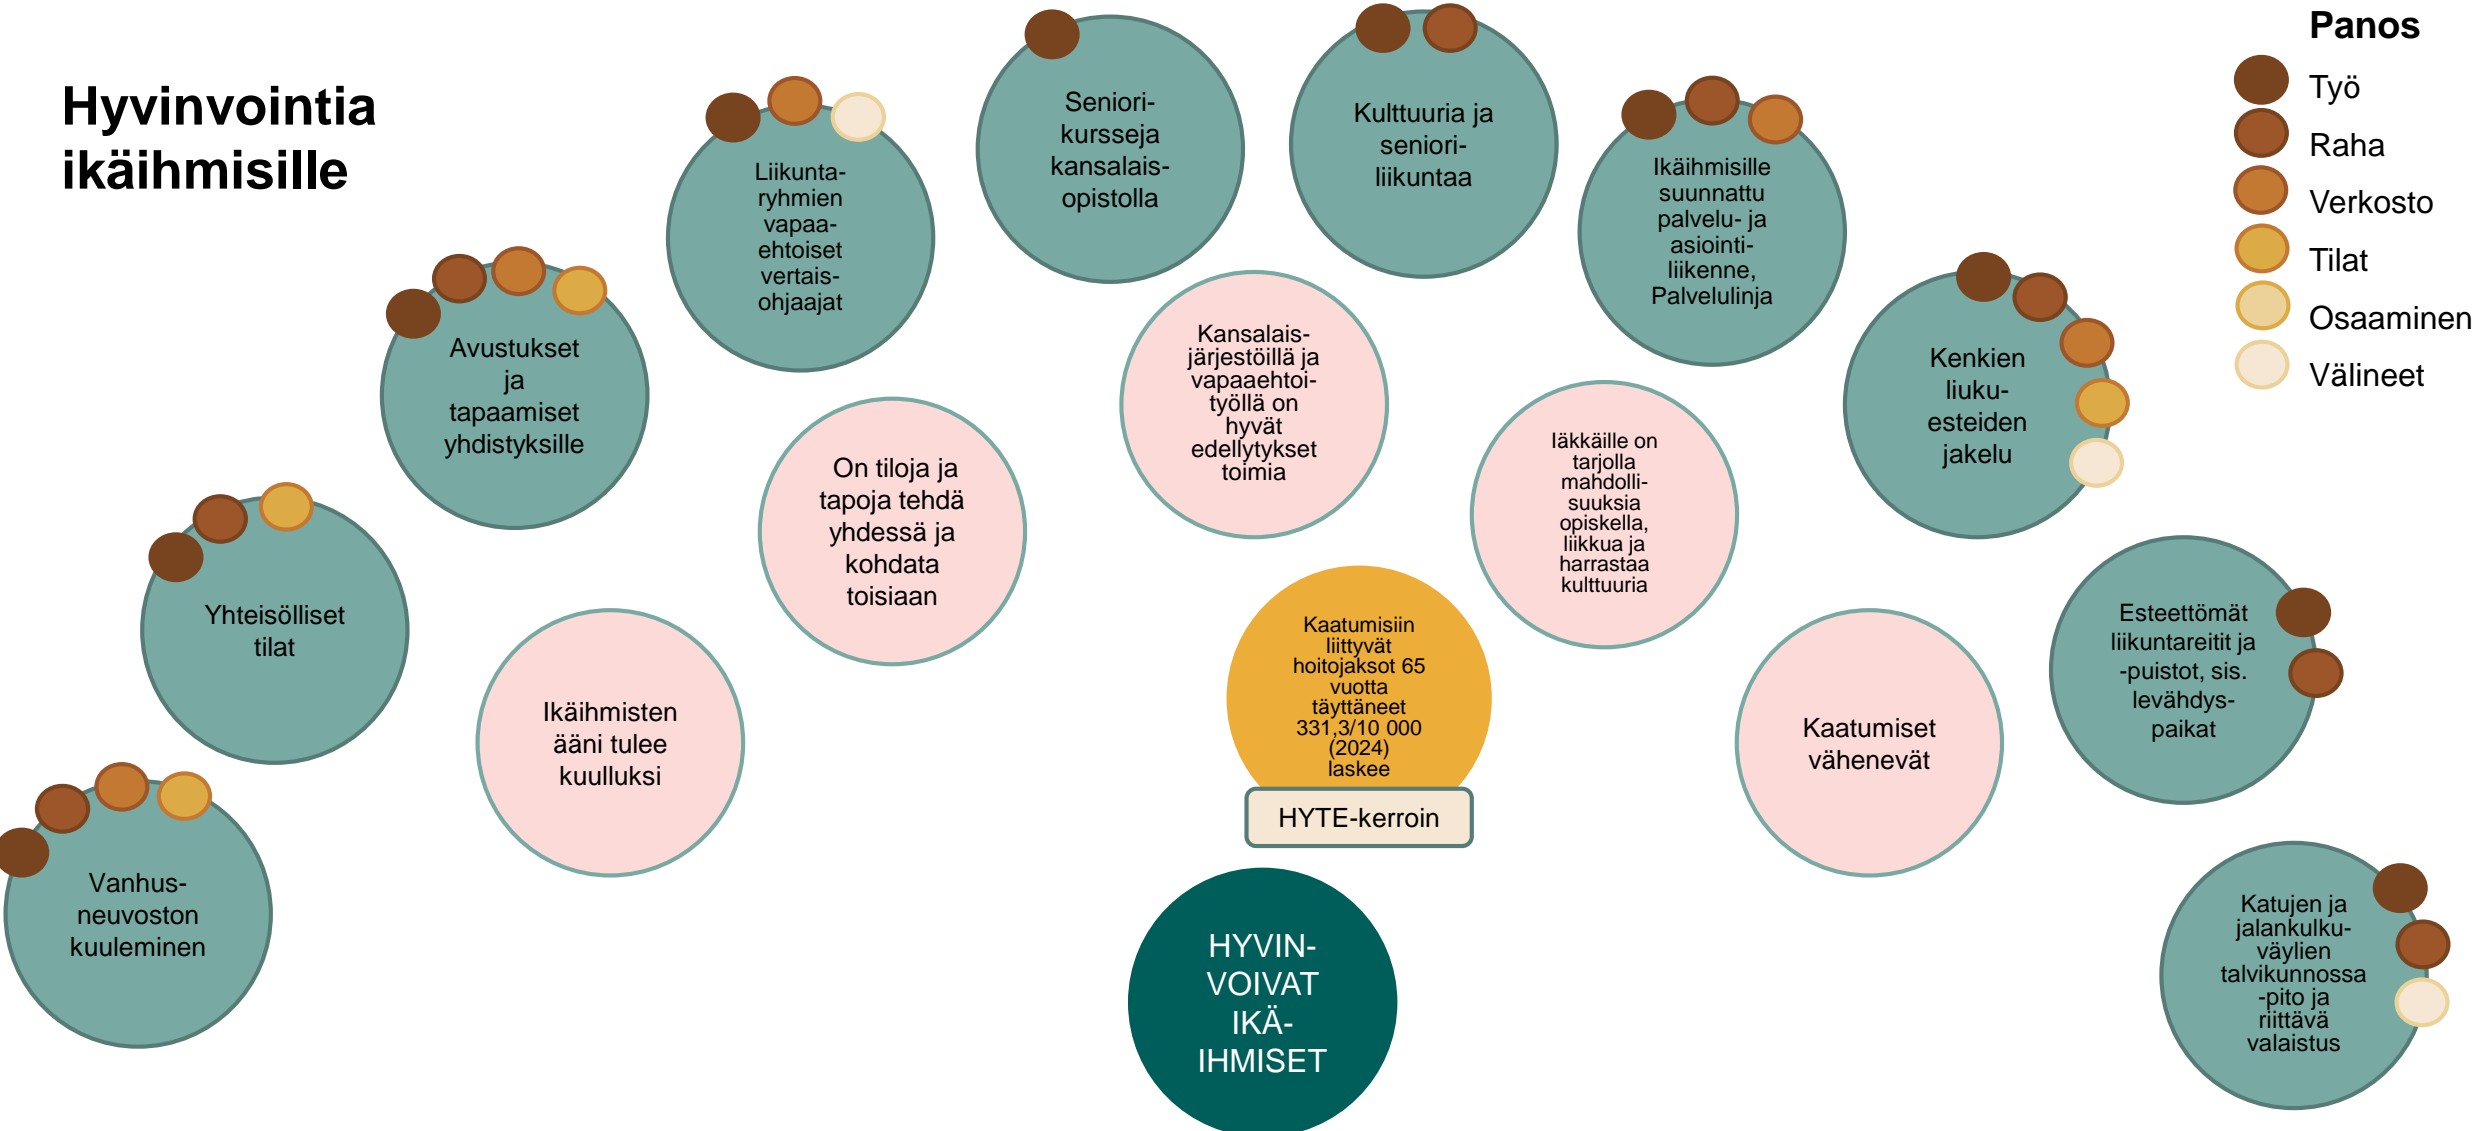 Hyvinvointia
ikäihmisille
Panos
Työ
Raha
Verkosto
Tilat
Osaaminen
Välineet
Vanhus-
neuvoston
kuuleminen
Yhteisölliset
tilat
Avustukset
ja
tapaamiset
yhdistyksille
Liikunta-
ryhmien
vapaa-
ehtoiset
vertais-
ohjaajat
Seniori-
kursseja
kansalais-
opistolla
Kulttuuria ja
seniori-
liikuntaa
Ikäihmisille
suunnattu
palvelu- ja
asiointi-
liikenne,
Palvelulinja
Kenkien
liuku-
esteiden
jakelu
Esteettömät
liikuntareitit ja
-puistot, sis.
levähdys-
paikat
Katujen ja
jalankulku-
väylien
talvikunnossa
-pito ja
riittävä
valaistus
Ikäihmisten
ääni tulee
kuulluksi
On tiloja ja
tapoja tehdä
yhdessä ja
kohdata
toisiaan
Kansalais-
järjestöillä ja
vapaaehtoi-
työllä on
hyvät
edellytykset
toimia
Iäkkäille on
tarjolla
mahdolli-
suuksia
opiskella,
liikkua ja
harrastaa
kulttuuria
Kaatumiset
vähenevät
Kaatumisiin
liittyvät
hoitojaksot 65
vuotta
täyttäneet
331,3/10 000
(2024)
laskee
HYTE-kerroin
HYVIN-
VOIVAT
IKÄ-
IHMISET